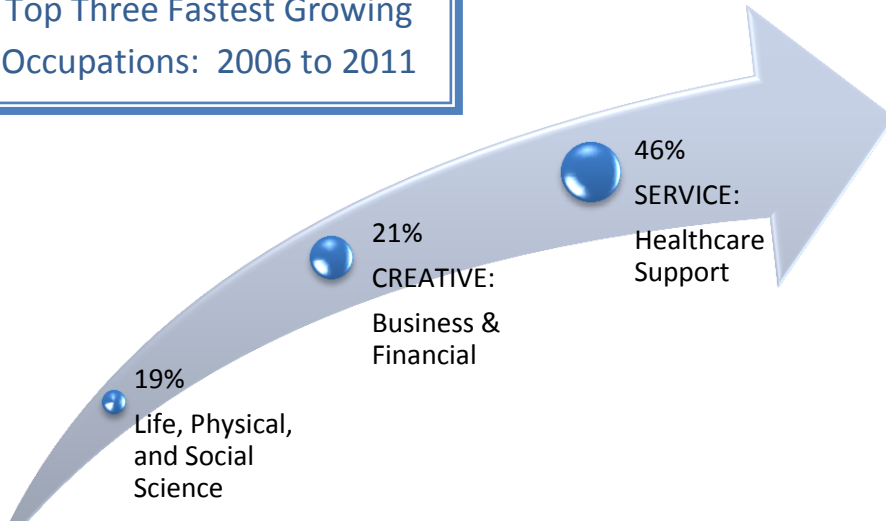 Top Three Fastest Growing
Occupations: 2006 to 2011
46%
SERVICE:
Healthcare
Support
21%
CREATIVE:
Business &
Financial
19%
Life, Physical,
and Social
Science